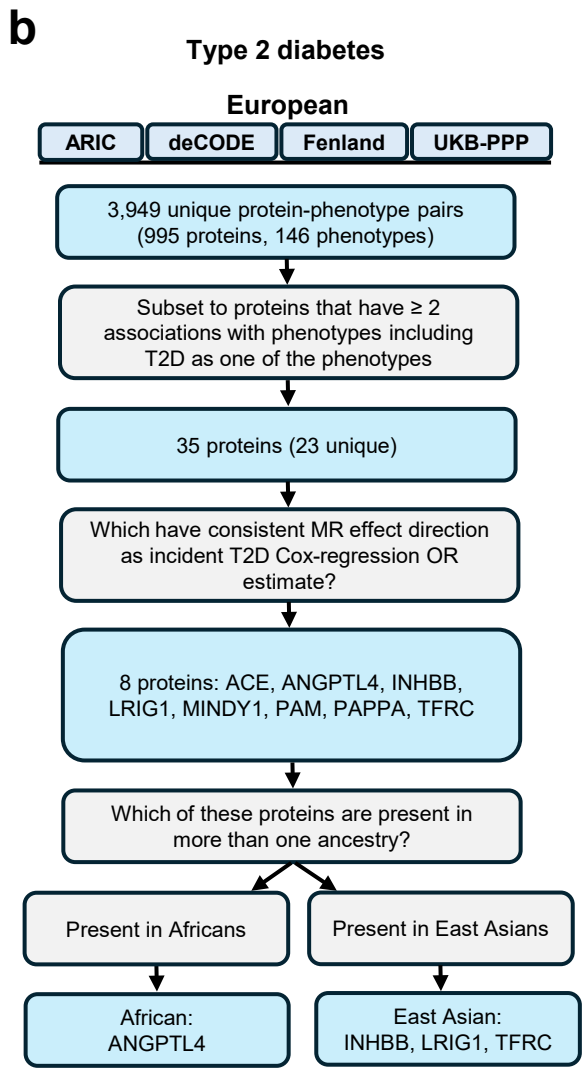 b
Type 2 diabetes
European
ARIC
deCODE
Fenland
UKB-PPP
3,949 unique protein-phenotype pairs
(995 proteins, 146 phenotypes)
Subset to proteins that have ≥ 2
associations with phenotypes including
T2D as one of the phenotypes
35 proteins (23 unique)
Which have consistent MR effect direction
as incident T2D Cox-regression OR
estimate?
8 proteins: ACE, ANGPTL4, INHBB,
LRIG1, MINDY1, PAM, PAPPA, TFRC
Which of these proteins are present in
more than one ancestry?
Present in Africans
Present in East Asians
African:
ANGPTL4
East Asian:
INHBB, LRIG1, TFRC